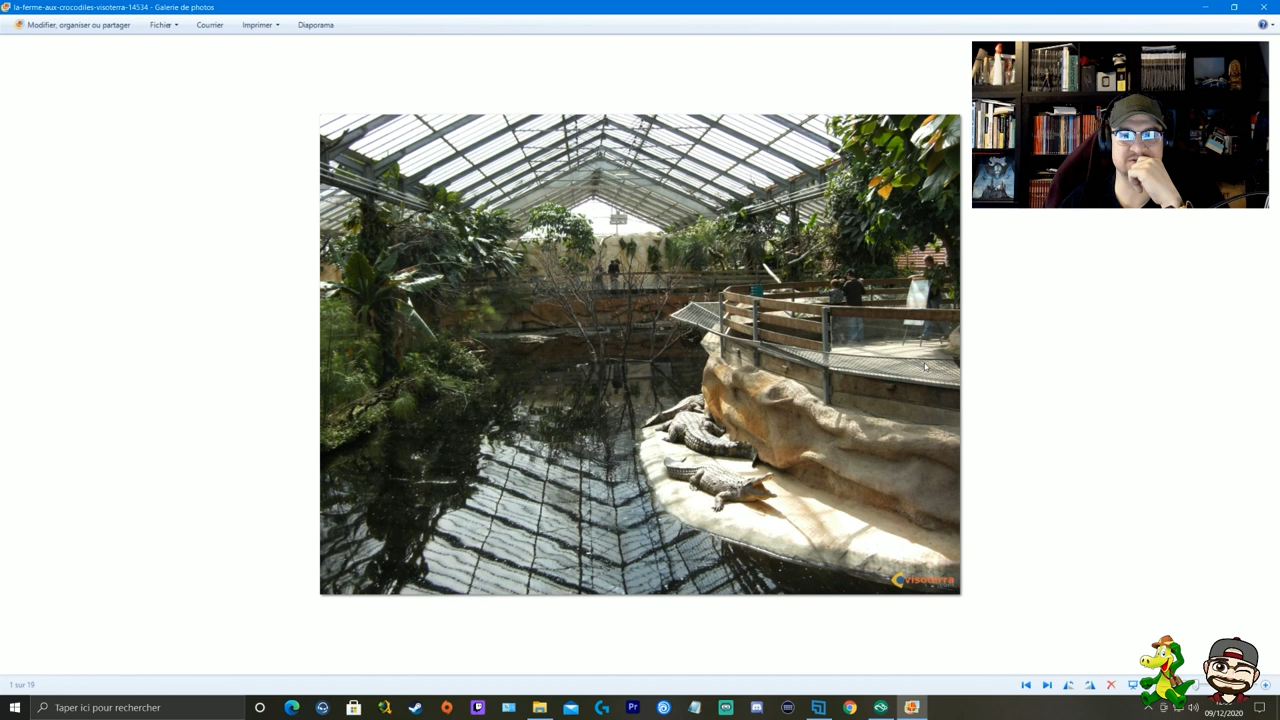 la-ferme-aux-crocodiles-visoterra-14534 - Galerie de photos
Modifier, organiser ou partager Fichier Courrier Imprimer Diaporama
visoterra
1 sur 19
Taper ici pour rechercher
09/12/2020